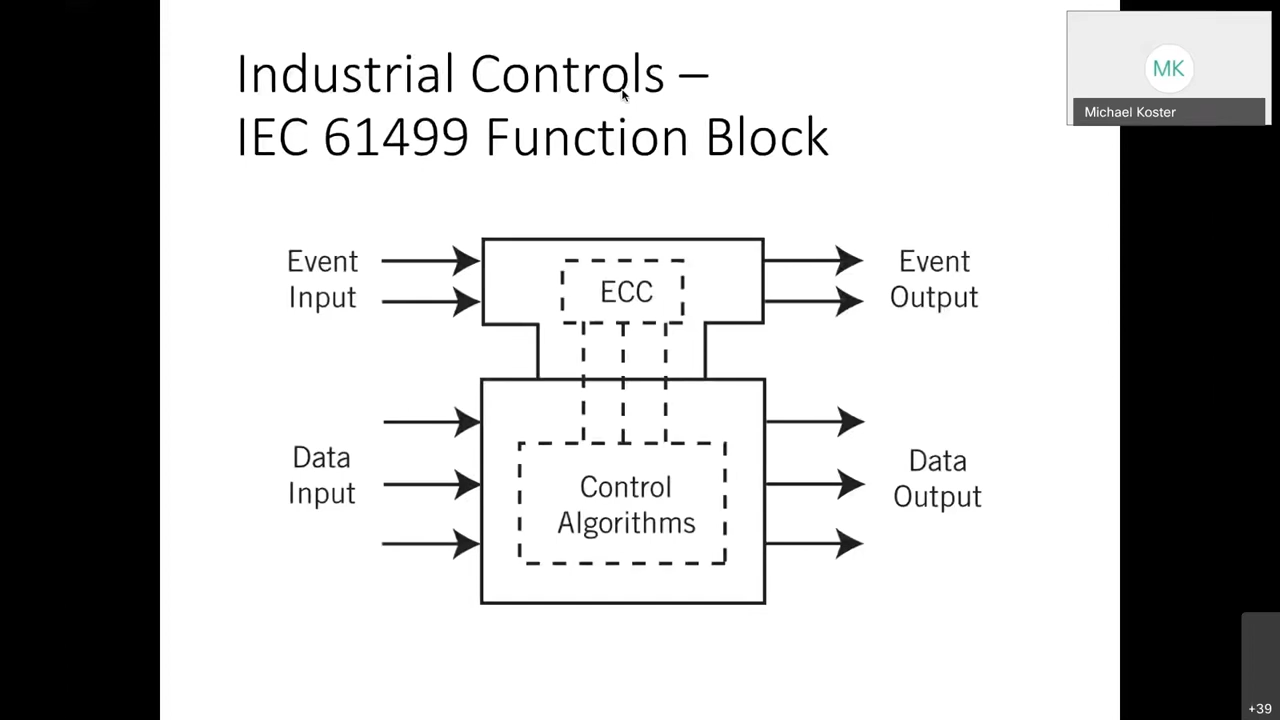 Industrial Controls –
IEC 61499 Function Block
MK
Michael Koster
Event
Input
ECC
Event
Output
Data
Input
Control
Algorithms
Data
Output
+39